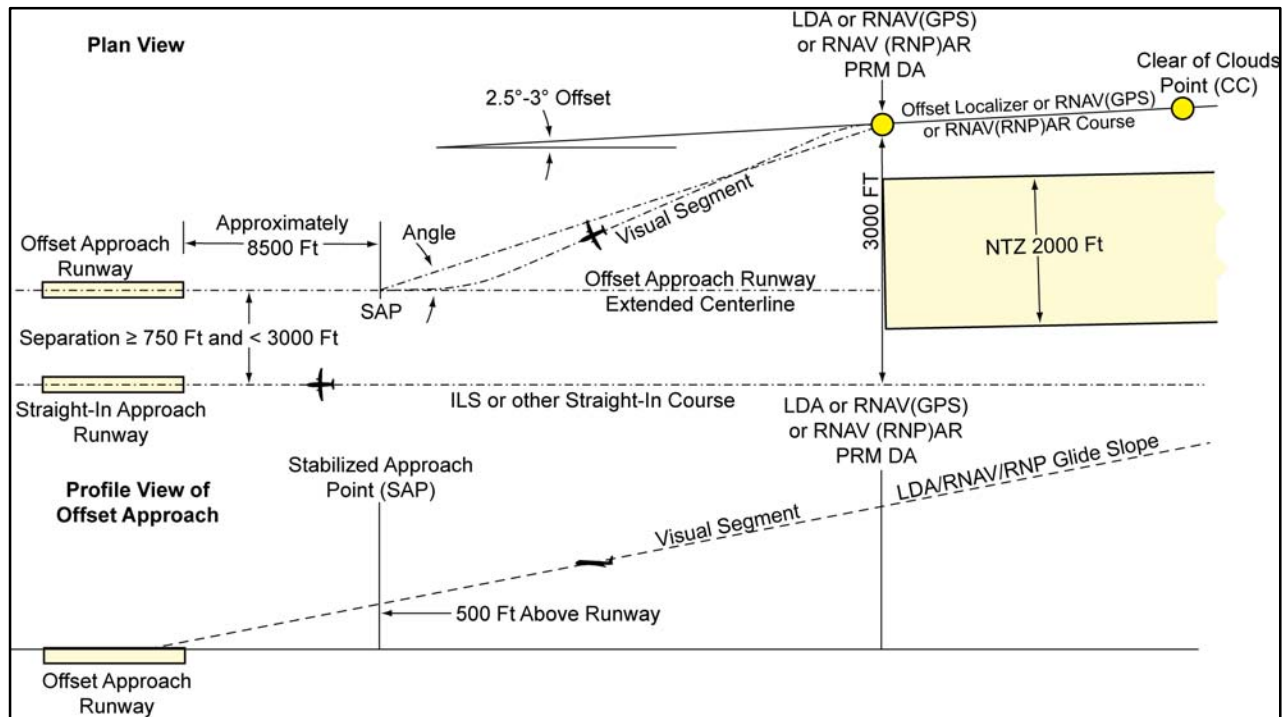 Plan View
LDA or RNAV(GPS)
or RNAV (RNP)AR
PRM DA
Clear of Clouds
Point (CC)
2.5°-3° Offset
Offset Localizer or RNAV(GPS)
or RNAV(RNP)AR Course
Approximately
8500 Ft
Angle
Visual Segment
3000 FT
NTZ 2000 Ft
Offset Approach
Runway
Offset Approach Runway
Extended Centerline
SAP
Separation ≥ 750 Ft and < 3000 Ft
ILS or other Straight-In Course
Straight-In Approach
Runway
LDA or RNAV(GPS)
or RNAV (RNP)AR
PRM DA
Stabilized Approach
Point (SAP)
Profile View of
Offset Approach
LDA/RNAV/RNP Glide Slope
Visual Segment
500 Ft Above Runway
Offset Approach
Runway